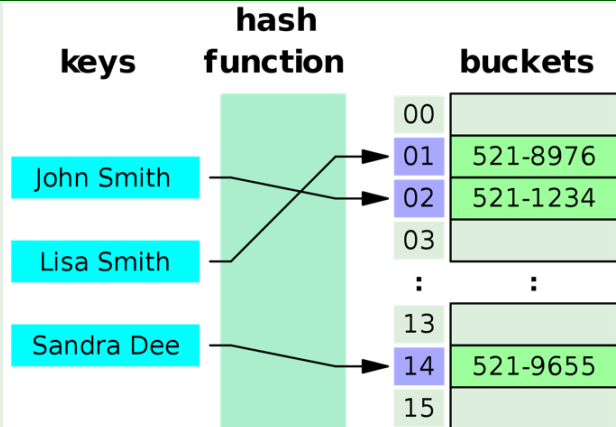 keys
hash
function
buckets
John Smith
Lisa Smith
Sandra Dee
00
01 521-8976
02 521-1234
03
: :
13
14 521-9655
15